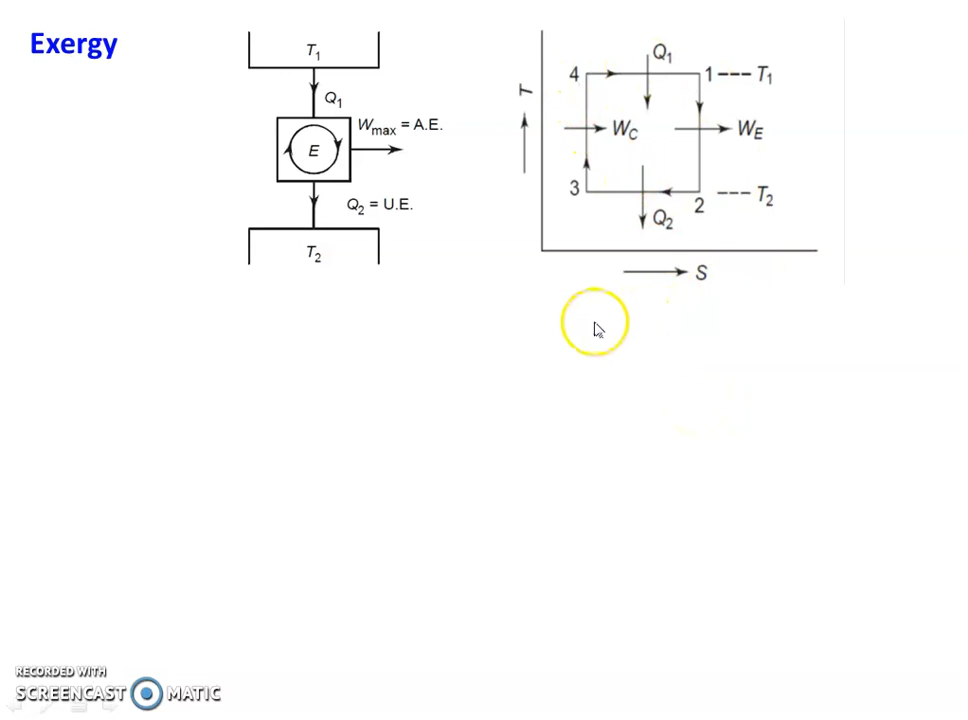 Exergy
T1
Q1
Wmax = A.E.
E
Q2 = U.E.
T2
Q1
4
1 --- T1
T
WC
WE
3
2
--- T2
Q2
S
RECORDED WITH
SCREENCAST MATIC